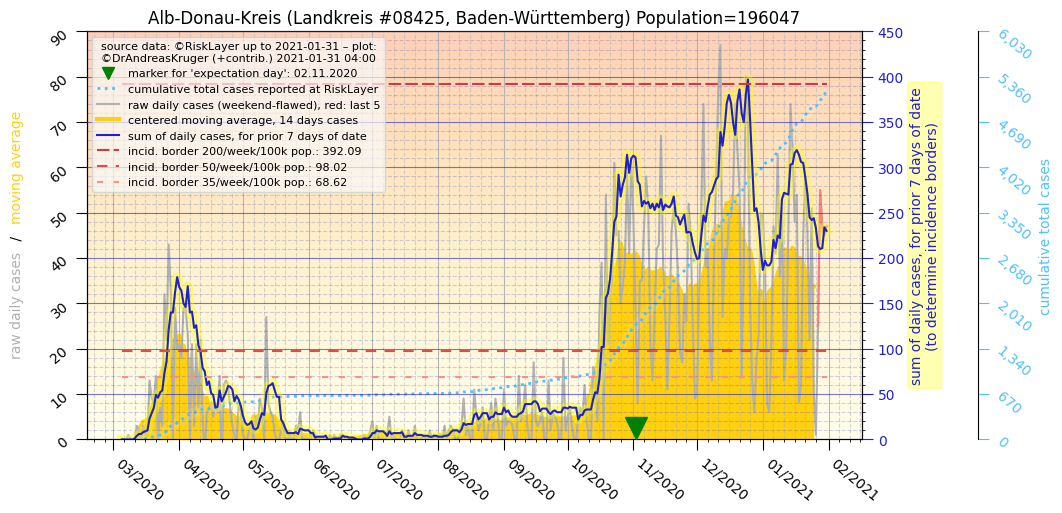 Alb-Donau-Kreis (Landkreis #08425, Baden-Württemberg) Population=196047
source data: ©RiskLayer up to 2021-01-31 – plot:
©DrAndreasKruger (+contrib.) 2021-01-31 04:00
marker for 'expectation day': 02.11.2020
cumulative total cases reported at RiskLayer
raw daily cases (weekend-flawed), red: last 5
centered moving average, 14 days cases
sum of daily cases, for prior 7 days of date
incid. border 200/week/100k pop.: 392.09
incid. border 50/week/100k pop.: 98.02
incid. border 35/week/100k pop.: 68.62
raw daily cases / moving average
90
80
70
60
50
40
30
20
10
0
03/2020
04/2020
05/2020
06/2020
07/2020
08/2020
09/2020
10/2020
11/2020
12/2020
01/2021
02/2021
450
400
350
300
250
200
150
100
50
0
sum of daily cases, for prior 7 days of date
(to determine incidence borders)
6,030
5,360
4,690
4,020
3,350
2,680
2,010
1,340
670
0
cumulative total cases